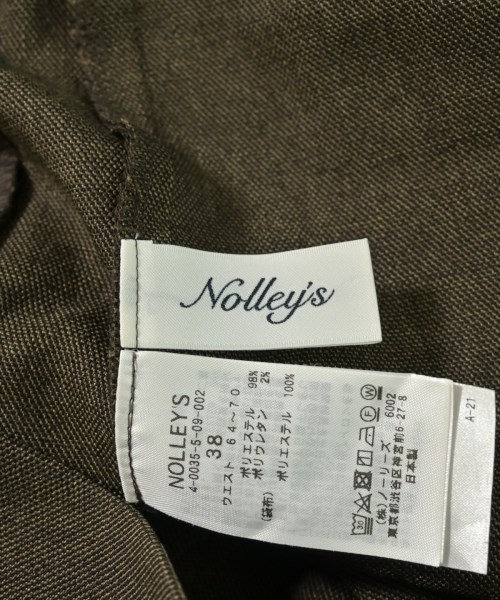 Nolley's
NOLLEY'S
4-0035-5-09-002
38
ウエスト 64～70
ポリエステル 98%
ポリウレタン 2%
(袋布)
ポリエステル 100%
30
F
W
6002
(株)ノーリーズ
東京都渋谷区神宮前6-27-8
日本製
A-21